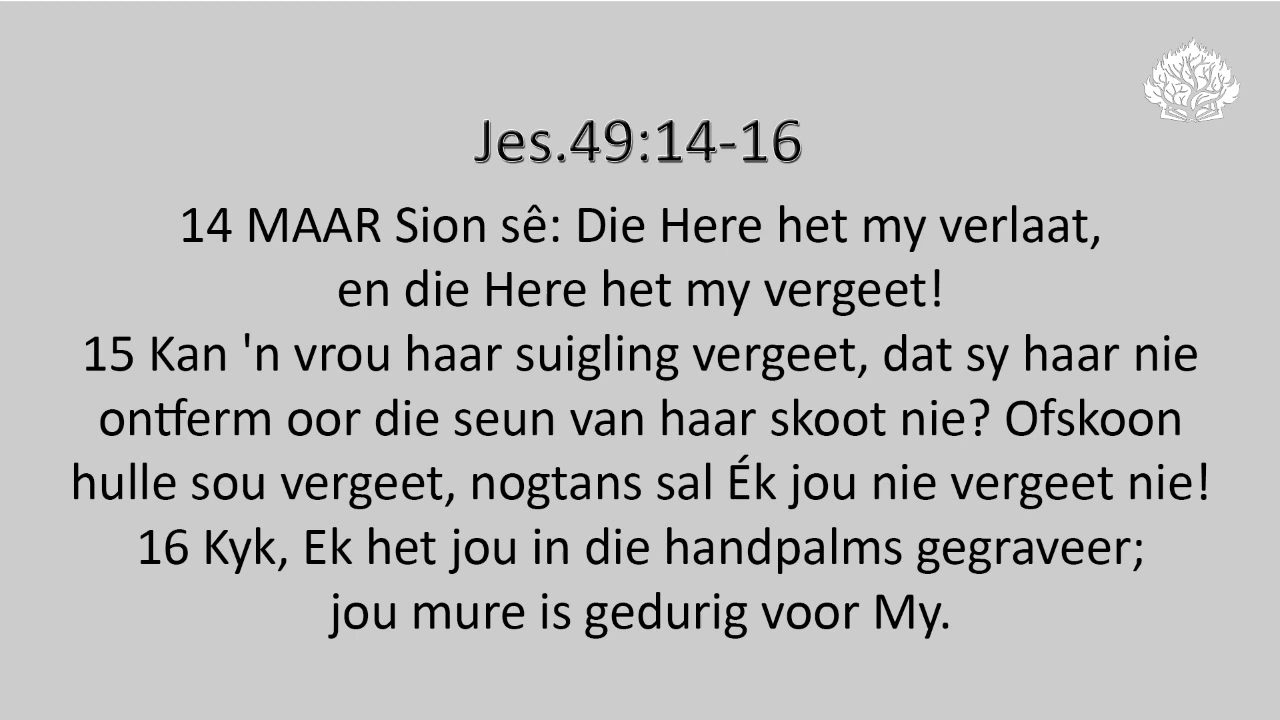 Jes.49:14-16
14 MAAR Sion sê: Die Here het my verlaat,
en die Here het my vergeet!
15 Kan 'n vrou haar suigling vergeet, dat sy haar nie
ontferm oor die seun van haar skoot nie? Ofskoon
hulle sou vergeet, nogtans sal Ék jou nie vergeet nie!
16 Kyk, Ek het jou in die handpalms gegraveer;
jou mure is gedurig voor My.